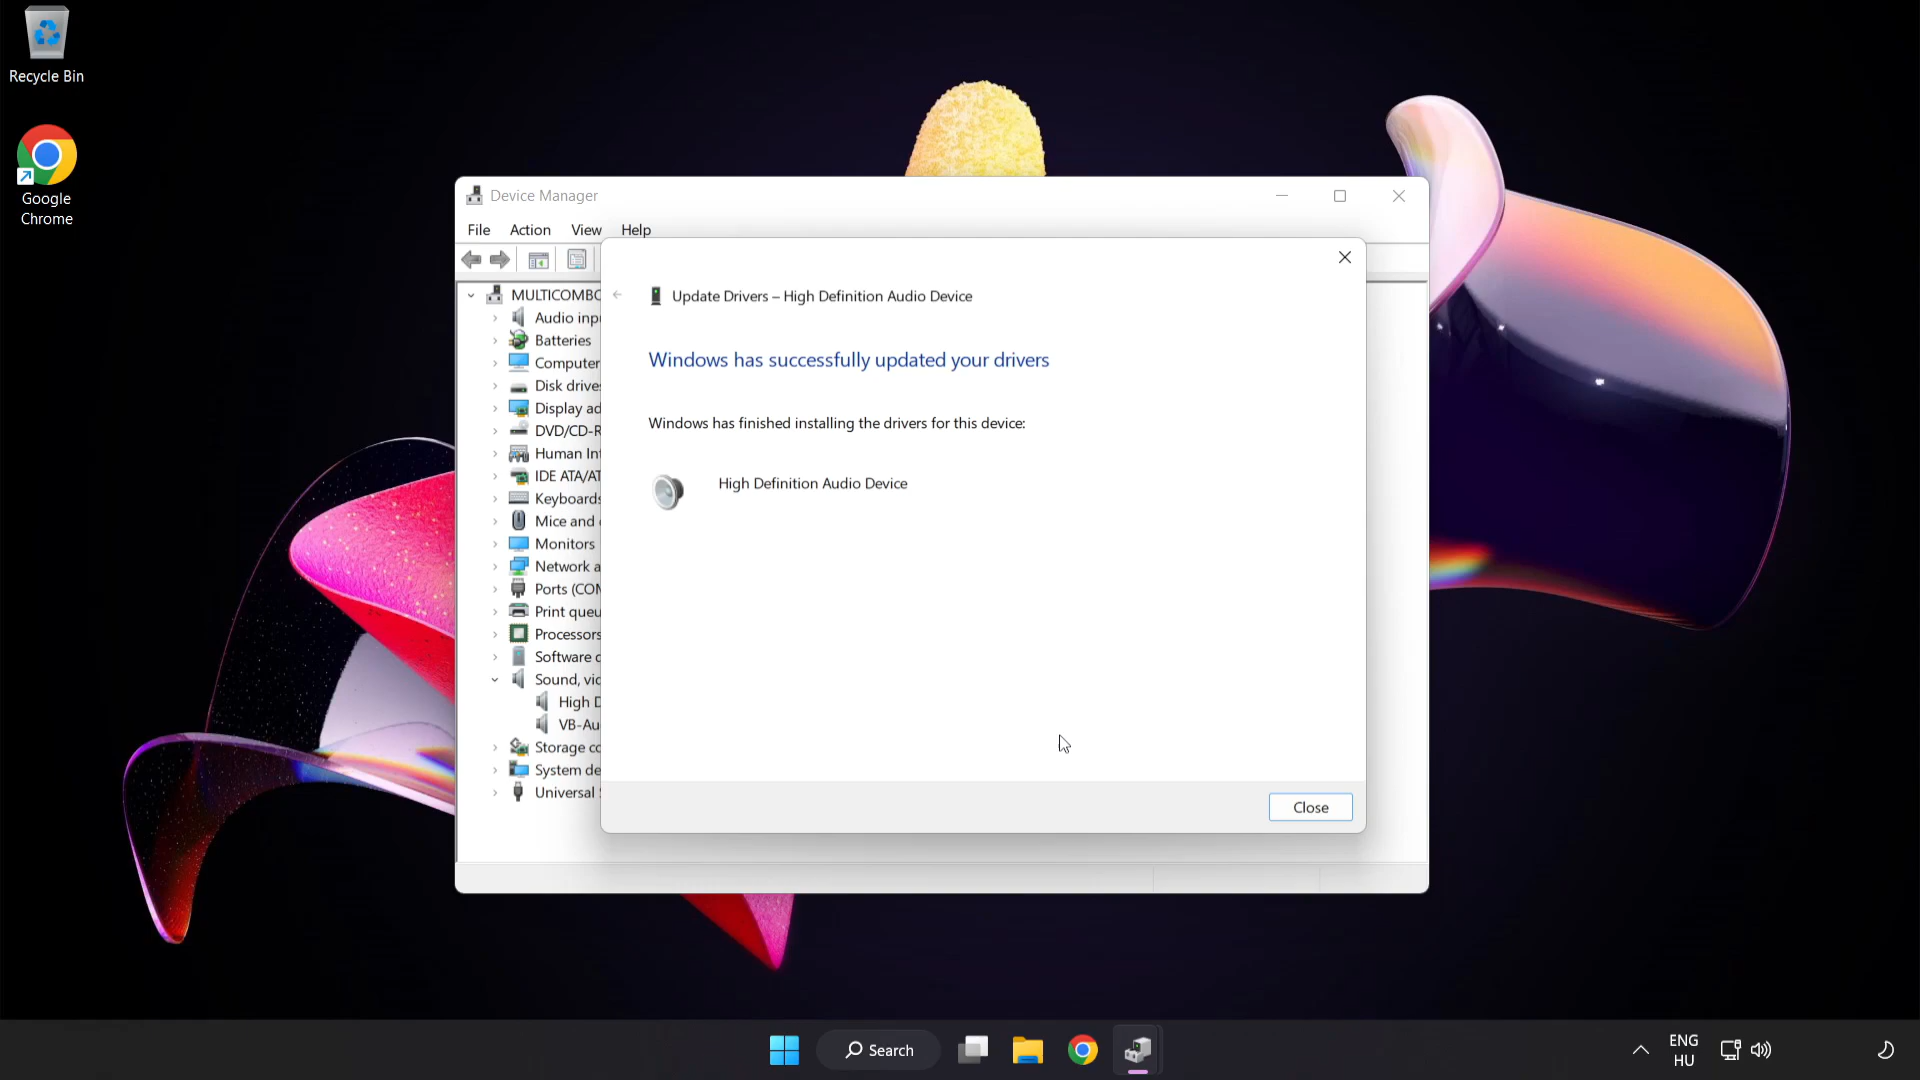 Recycle Bin
Google
Chrome
Device Manager
File Action View Help
MULTICOMBO
Audio inp
Batteries
Computer
Disk drive
Display ad
DVD/CD-R
Human In
IDE ATA/AT
Keyboards
Mice and
Monitors
Network a
Ports (COM
Print queu
Processors
Software
Sound, vid
High D
VB-Au
Storage co
System de
Universal
Update Drivers – High Definition Audio Device
Windows has successfully updated your drivers
Windows has finished installing the drivers for this device:
High Definition Audio Device
Close
Search
ENG
HU